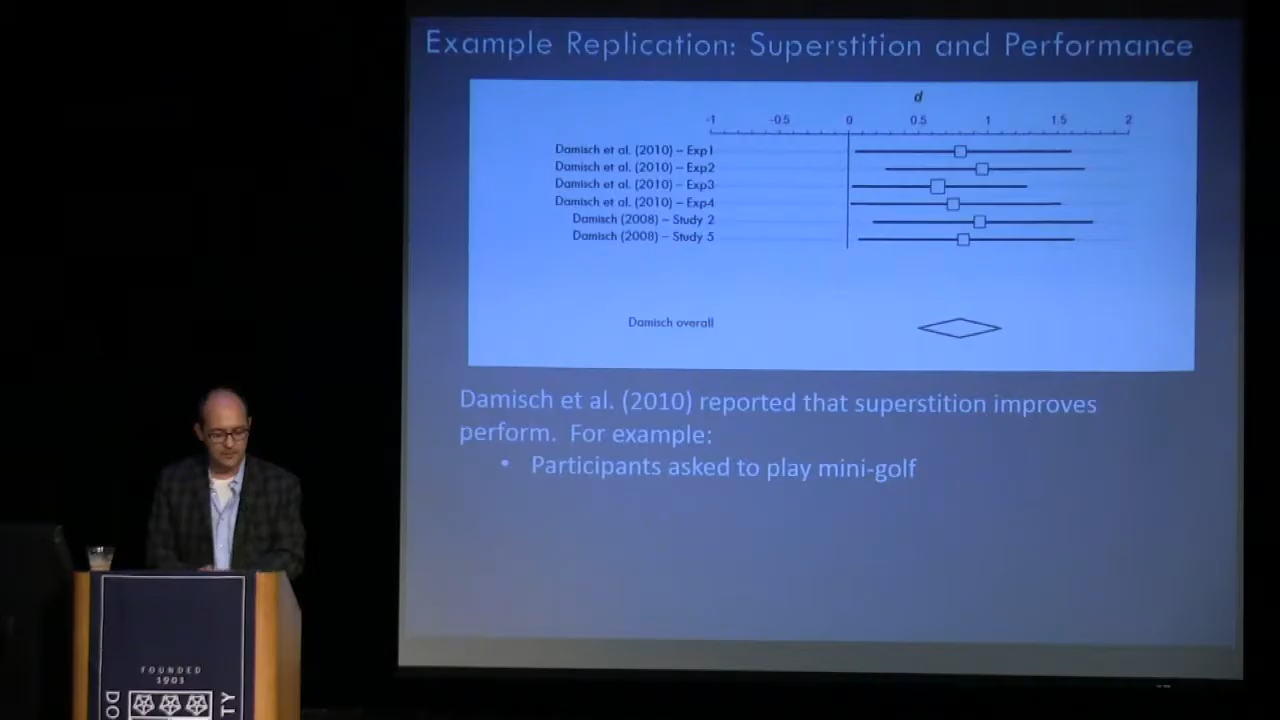 Example Replication: Superstition and Performance
d
-1 -0.5 0 0.5 1 1.5 2
Damisch et al. (2010) – Exp1
Damisch et al. (2010) – Exp2
Damisch et al. (2010) – Exp3
Damisch et al. (2010) – Exp4
Damisch (2008) – Study 2
Damisch (2008) – Study 5
Damisch overall
Damisch et al. (2010) reported that superstition improves
perform. For example:
• Participants asked to play mini-golf
FOUNDED
1901
DO
TY